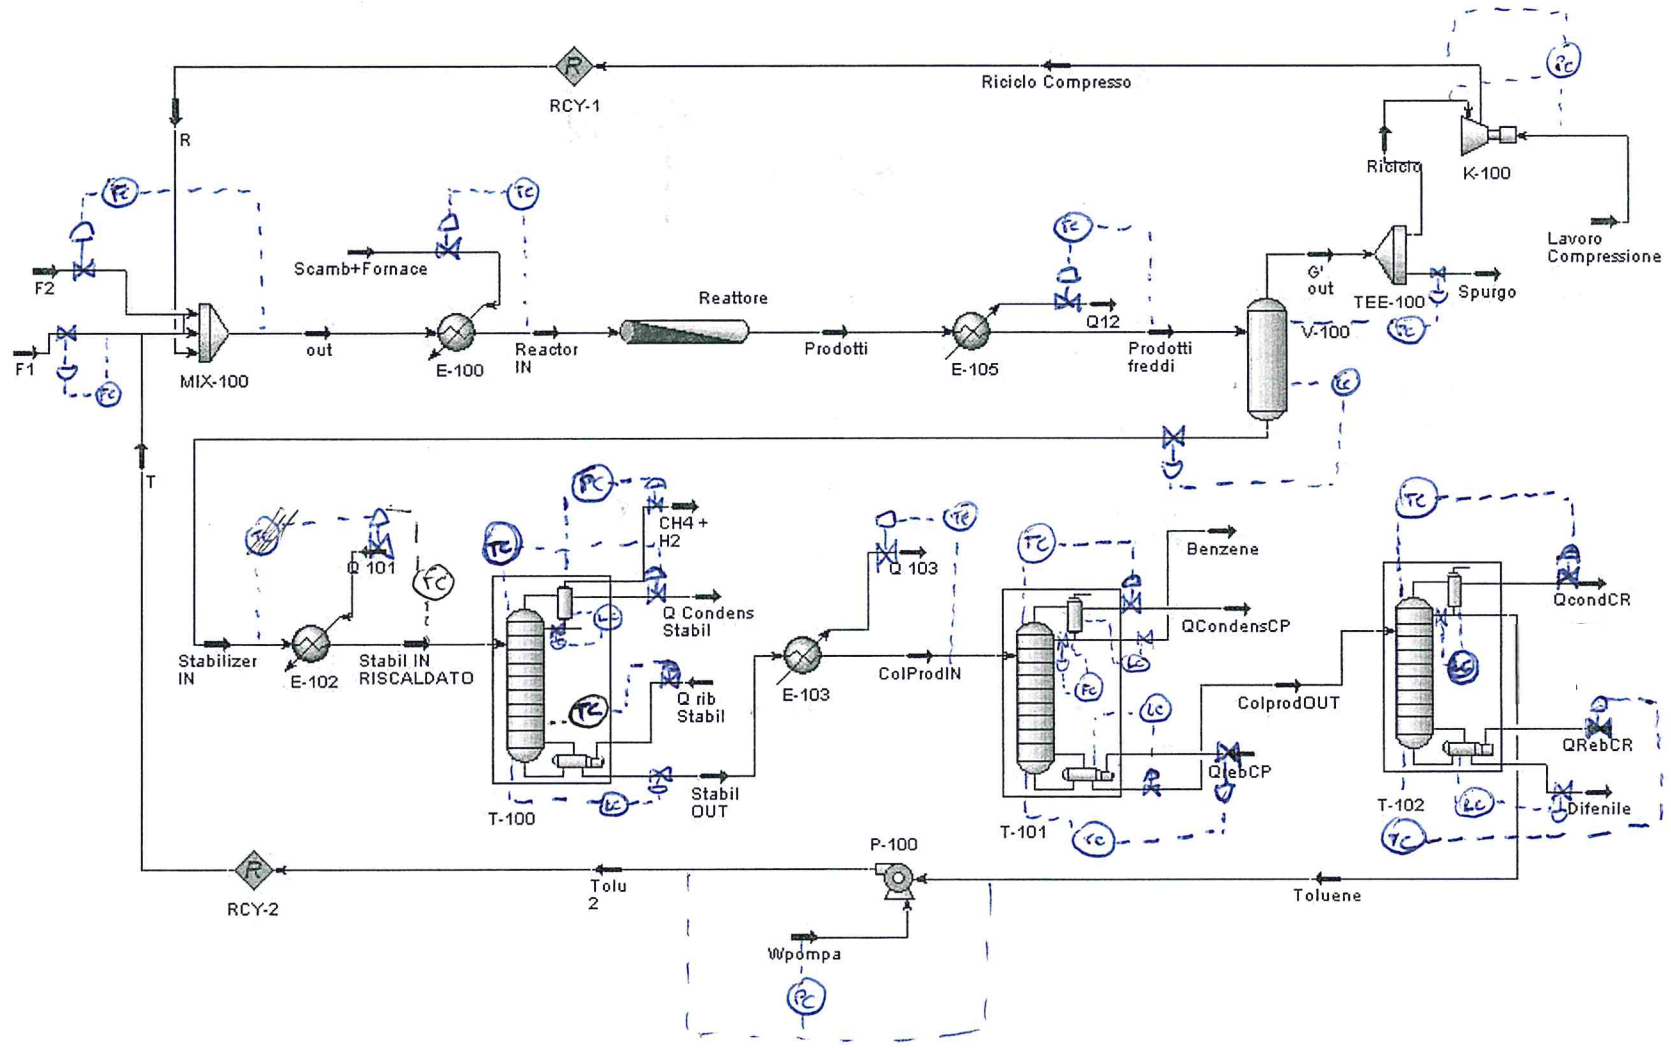 R
RCY-1
Riciclo Compresso
PC
R
Riciclo
K-100
FC
TC
Lavoro
Compressione
F2
Scamb+Fornace
G'
out
TEE-100
Spurgo
Reattore
Q12
V-100
F1
MIX-100
out
E-100
Reactor
IN
Prodotti
E-105
Prodotti
freddi
FC
LC
T
PC
TC
CH4 +
H2
TC
TC
Benzene
TC
Q 101
FC
Q 103
Q Condens
Stabil
QcondCR
QCondensCP
LC
Stabilizer
IN
E-102
Stabil IN
RISCALDATO
E-103
ColProdIN
LC
LC
FC
Q rib
Stabil
TC
LC
ColprodOUT
QRebCR
QrebCP
Stabil
OUT
LC
T-100
T-101
TC
T-102
LC
Difenile
TC
P-100
R
RCY-2
Tolu
2
Toluene
Wpompa
PC